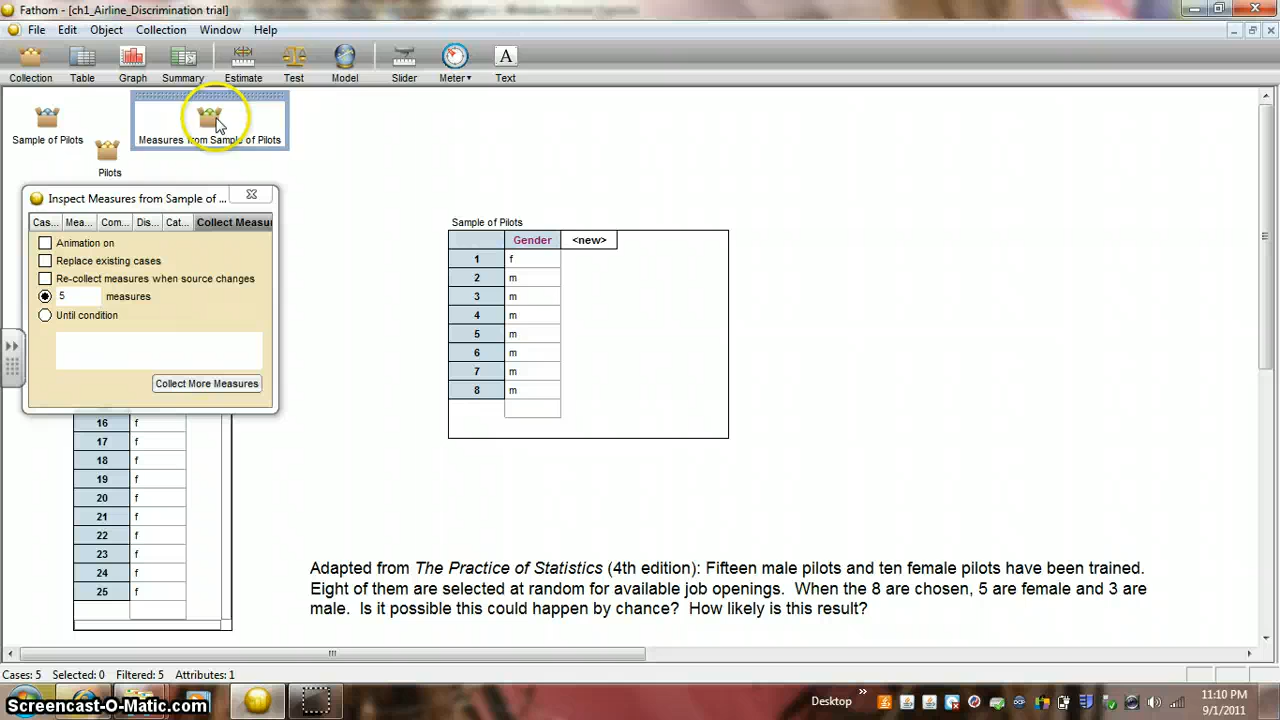 Fathom - [ch1_Airline_Discrimination trial]
File Edit Object Collection Window Help
Collection Table Graph Summary Estimate Test Model Slider Meter Text
Sample of Pilots
Measures from Sample of Pilots
Pilots
Inspect Measures from Sample of ...
Cas... Mea... Com... Dis... Cat... Collect Measu
Animation on
Replace existing cases
Re-collect measures when source changes
5 measures
Until condition
Collect More Measures
16 f
17 f
18 f
19 f
20 f
21 f
22 f
23 f
24 f
25 f
Sample of Pilots
Gender <new>
1 f
2 m
3 m
4 m
5 m
6 m
7 m
8 m
Adapted from The Practice of Statistics (4th edition): Fifteen male pilots and ten female pilots have been trained.
Eight of them are selected at random for available job openings. When the 8 are chosen, 5 are female and 3 are
male. Is it possible this could happen by chance? How likely is this result?
Cases: 5 Selected: 0 Filtered: 5 Attributes: 1
Screencast-O-Matic.com
Desktop
11:10 PM
9/1/2011